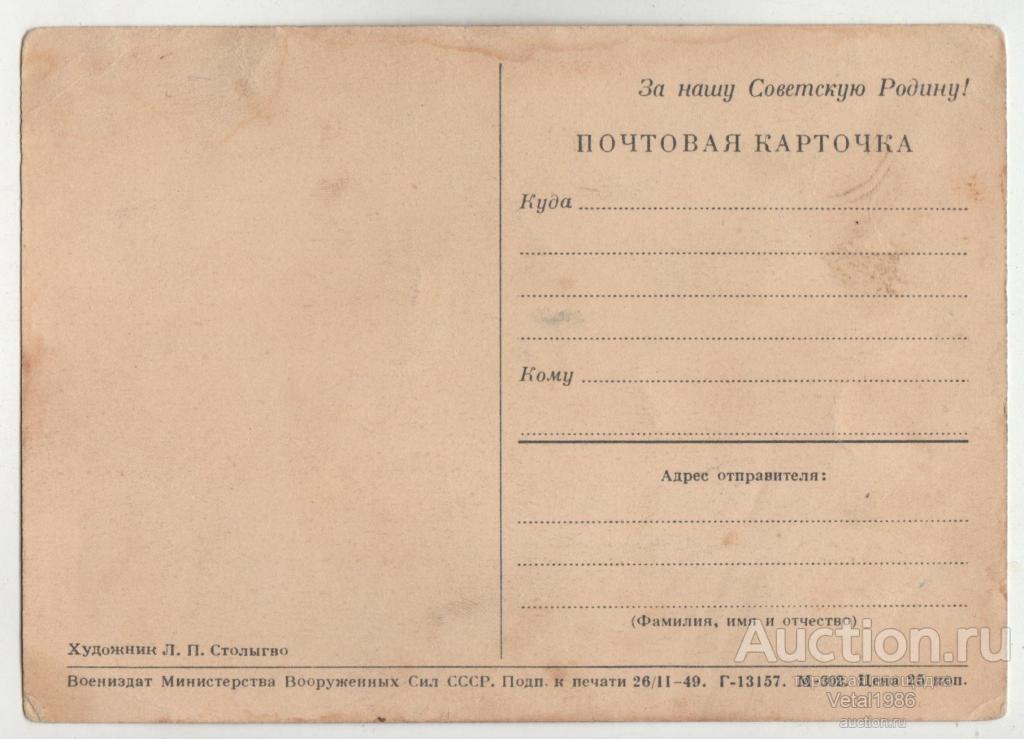 За нашу Советскую Родину!
ПОЧТОВАЯ КАРТОЧКА
Куда
Кому
Адрес отправителя:
(Фамилия, имя и отчество)
Художник Л. П. Столыгво
Воениздат Министерства Вооруженных Сил СССР. Подп. к печати 26/II-49. Г-13157. Цена 25 коп.
Auction.ru
Vetal1986
auction.ru